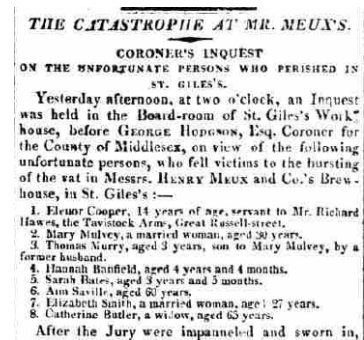 THE CATASTROPHE AT MR. MEUX'S.
CORONER'S INQUEST
ON THE UNFORTUNATE PERSONS WHO PERISHED IN
ST. GILES'S.
Yesterday afternoon, at two o'clock, an Inquest
was held in the Board-room of St. Giles's Work-
house, before GEORGE HODGSON, Esq. Coroner for
the County of Middlesex, on view of the following
unfortunate persons, who fell victims to the bursting
of the vat in Messrs. HENRY MEUX and Co.'s Brew-
house, in St. Giles's :—
1. Elenor Cooper, 14 years of age, servant to Mr. Richard
Hawes, the Tavistock Arms, Great Russell-street.
2. Mary Mulvey, a married woman, aged 30 years.
3. Thomas Murry, aged 3 years, son to Mary Mulvey, by a
former husband.
4. Hannah Banfield, aged 4 years and 4 months.
5. Sarah Bates, aged 3 years and 5 months.
6. Ann Saville, aged 60 years.
7. Elizabeth Smith, a married woman, aged 27 years.
8. Catherine Butler, a widow, aged 65 years.
After the Jury were impannelled and sworn in,